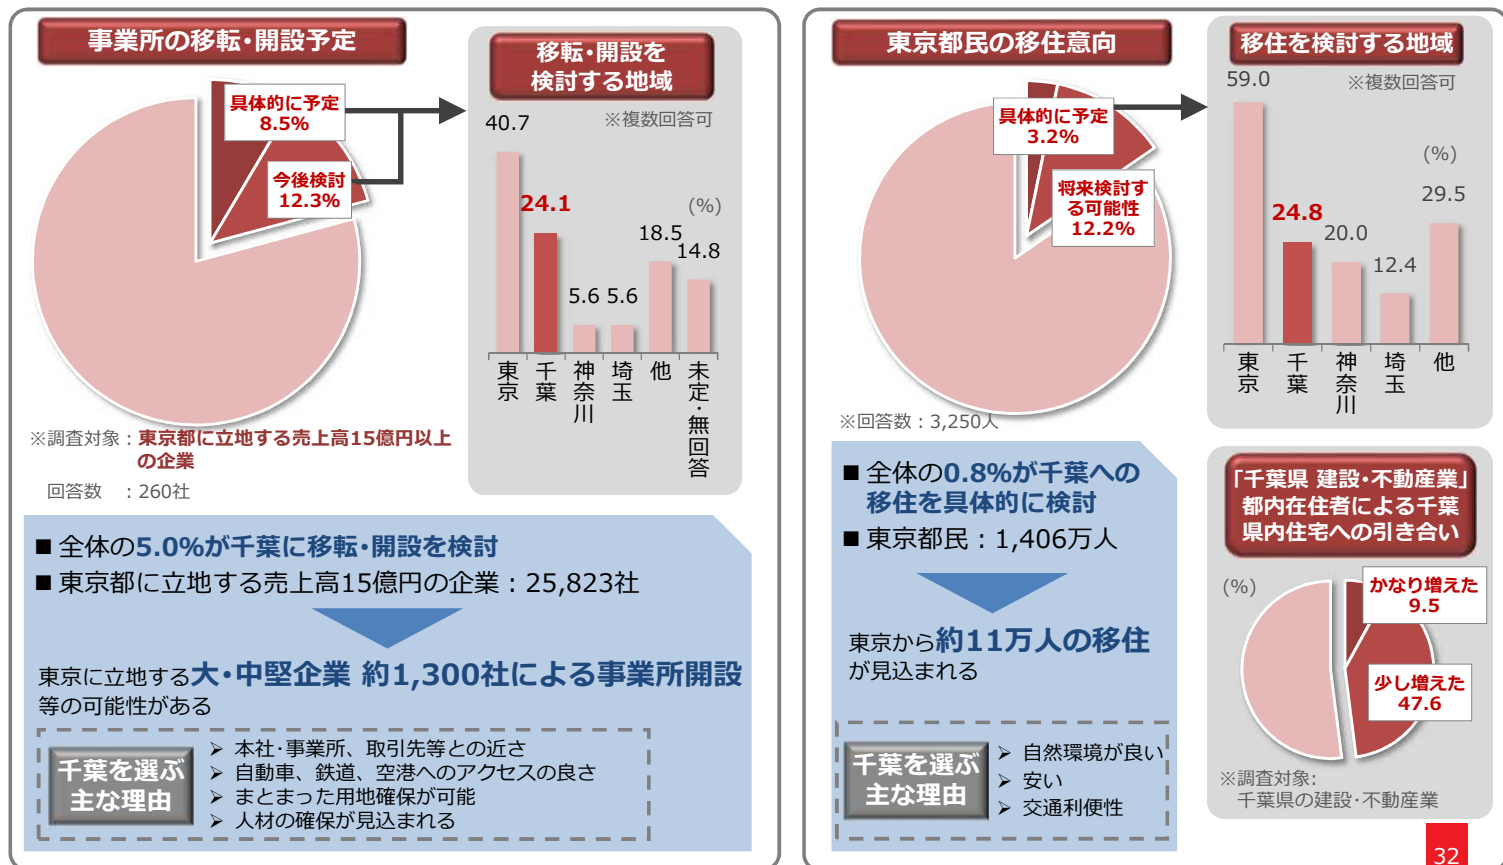 事業所の移転・開設予定
具体的に予定
8.5%
今後検討
12.3%
※調査対象：東京都に立地する売上高15億円以上
の企業
回答数　：260社
移転・開設を
検討する地域
※複数回答可
(%)
40.7
24.1
5.6
5.6
18.5
14.8
東京
千葉
神奈川
埼玉
他
未定・無回答
■ 全体の5.0%が千葉に移転・開設を検討
■ 東京都に立地する売上高15億円の企業：25,823社
東京に立地する大・中堅企業 約1,300社による事業所開設
等の可能性がある
千葉を選ぶ
主な理由
➢ 本社・事業所、取引先等との近さ
➢ 自動車、鉄道、空港へのアクセスの良さ
➢ まとまった用地確保が可能
➢ 人材の確保が見込まれる
東京都民の移住意向
具体的に予定
3.2%
将来検討す
る可能性
12.2%
※回答数：3,250人
移住を検討する地域
※複数回答可
(%)
59.0
24.8
20.0
12.4
29.5
東京
千葉
神奈川
埼玉
他
■ 全体の0.8%が千葉への
移住を具体的に検討
■ 東京都民：1,406万人
東京から約11万人の移住
が見込まれる
千葉を選ぶ
主な理由
➢ 自然環境が良い
➢ 安い
➢ 交通利便性
「千葉県 建設・不動産業」
都内在住者による千葉
県内住宅への引き合い
(%)
かなり増えた
9.5
少し増えた
47.6
※調査対象:
千葉県の建設・不動産業
32